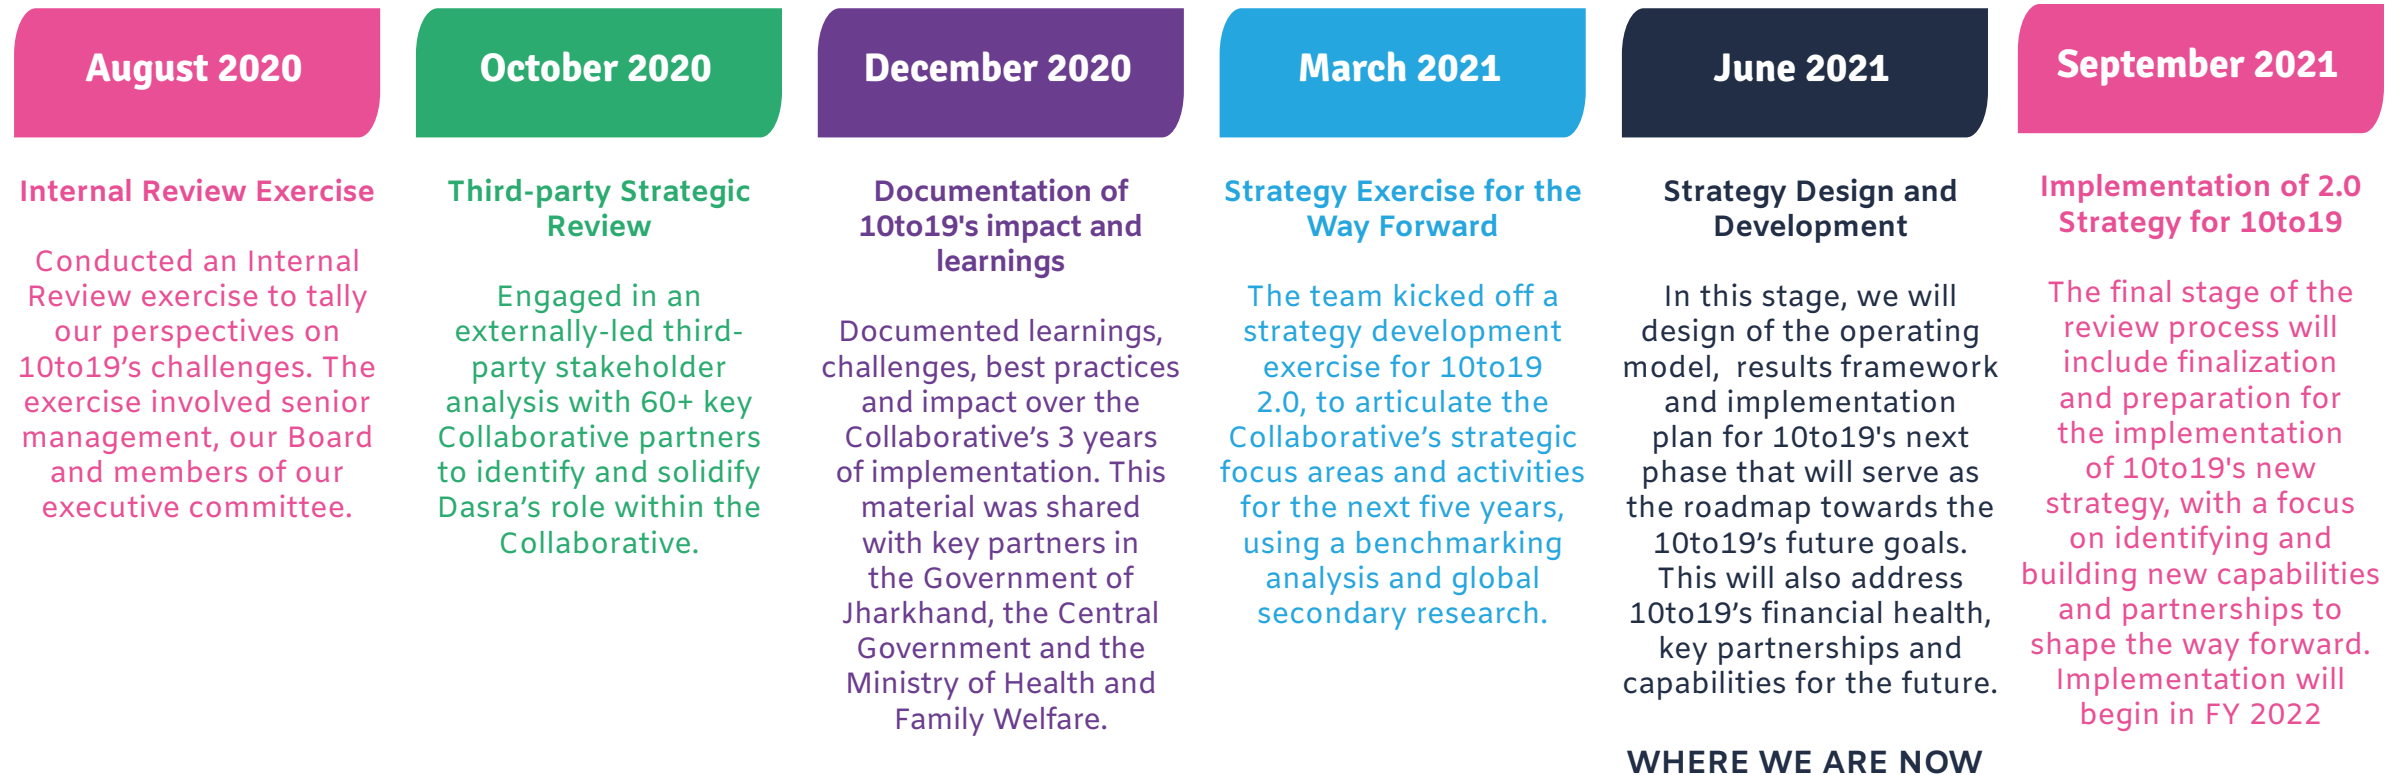 August 2020
Internal Review Exercise
Conducted an Internal
Review exercise to tally
our perspectives on
10to19’s challenges. The
exercise involved senior
management, our Board
and members of our
executive committee.
October 2020
Third-party Strategic
Review
Engaged in an
externally-led third-
party stakeholder
analysis with 60+ key
Collaborative partners
to identify and solidify
Dasra’s role within the
Collaborative.
December 2020
Documentation of
10to19's impact and
learnings
Documented learnings,
challenges, best practices
and impact over the
Collaborative’s 3 years
of implementation. This
material was shared
with key partners in
the Government of
Jharkhand, the Central
Government and the
Ministry of Health and
Family Welfare.
March 2021
Strategy Exercise for the
Way Forward
The team kicked off a
strategy development
exercise for 10to19
2.0, to articulate the
Collaborative’s strategic
focus areas and activities
for the next five years,
using a benchmarking
analysis and global
secondary research.
June 2021
Strategy Design and
Development
In this stage, we will
design of the operating
model, results framework
and implementation
plan for 10to19's next
phase that will serve as
the roadmap towards the
10to19’s future goals.
This will also address
10to19’s financial health,
key partnerships and
capabilities for the future.
WHERE WE ARE NOW
September 2021
Implementation of 2.0
Strategy for 10to19
The final stage of the
review process will
include finalization
and preparation for
the implementation
of 10to19's new
strategy, with a focus
on identifying and
building new capabilities
and partnerships to
shape the way forward.
Implementation will
begin in FY 2022